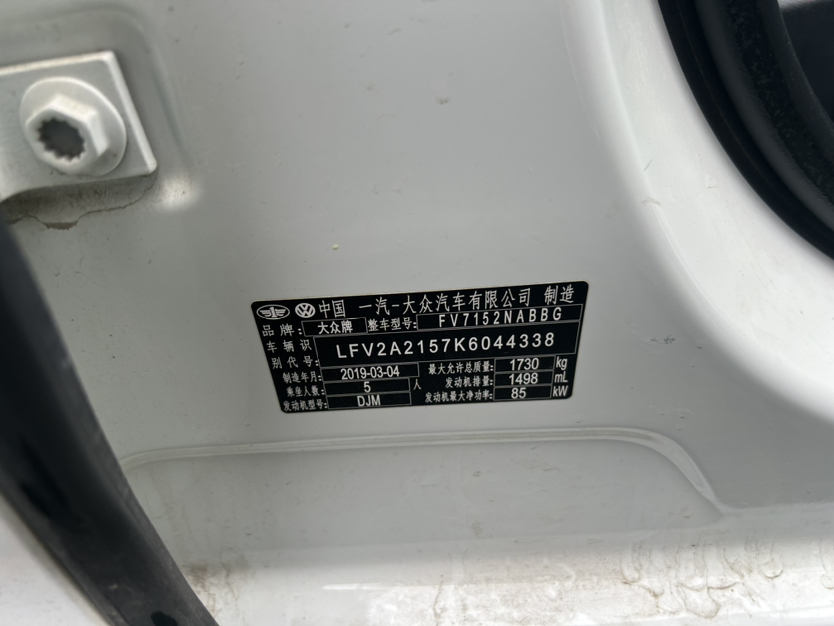 中国 一汽-大众汽车有限公司 制造
品牌: 大众牌 整车型号: FV7152NABBG
车辆识别代号: LFV2A2157K6044338
制造年月: 2019-03-04 最大允许总质量: 1730 kg
乘坐人数: 5 人 发动机排量: 1498 mL
发动机型号: DJM 发动机最大净功率: 85 kW